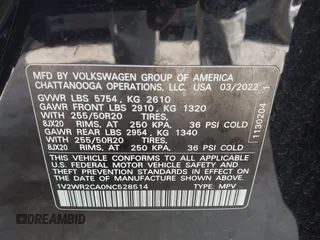 MFD BY VOLKSWAGEN GROUP OF AMERICA
CHATTANOOGA OPERATIONS, LLC. USA 03/2022
GVWR LBS 5754, KG 2610
GAWR FRONT LBS 2910, KG 1320
WITH 255/50R20 TIRES,
8JX20 RIMS, AT 250 KPA, 36 PSI COLD
GAWR REAR LBS 2954, KG 1340
WITH 255/50R20 TIRES,
8JX20 RIMS, AT 250 KPA, 36 PSI COLD
THIS VEHICLE CONFORMS TO ALL APPLICABLE
U.S. FEDERAL MOTOR VEHICLE SAFETY STANDARDS
IN EFFECT ON THE DATE OF MANUFACTURE
SHOWN ABOVE.
1V2WR2CA0NC528514 TYPE: MPV
1130204
DREAMBID